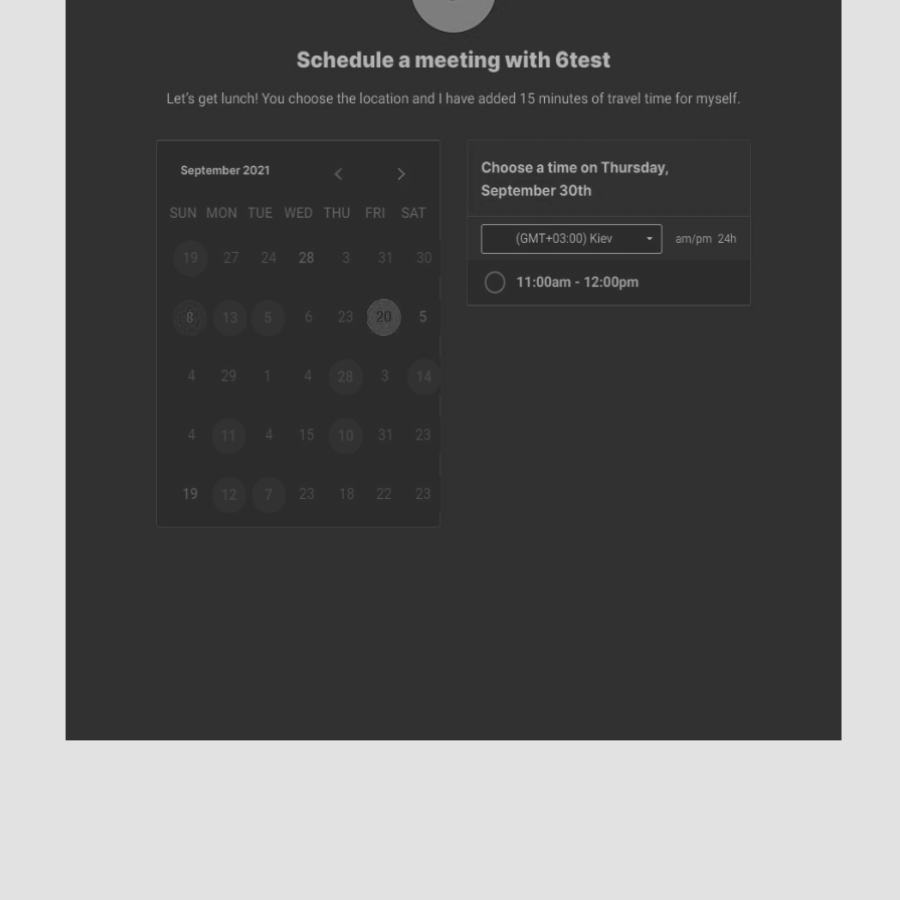 Schedule a meeting with 6test
Let's get lunch! You choose the location and I have added 15 minutes of travel time for myself.
September 2021
SUN MON TUE WED THU FRI SAT
19 27 24 28 3 31 30
8 13 5 6 23 20 5
4 29 1 4 28 3 14
4 11 4 15 10 31 23
19 12 7 23 18 22 23
Choose a time on Thursday,
September 30th
(GMT+03:00) Kiev am/pm 24h
11:00am - 12:00pm